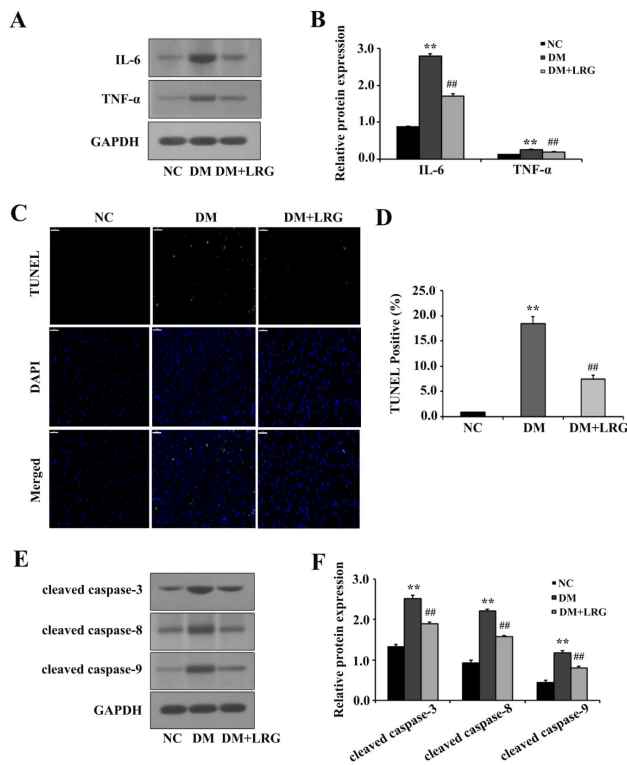 A
IL-6
TNF-α
GAPDH
NC DM DM+LRG
B
Relative protein expression
3.0
2.0
1.0
0.0
**
##
**
##
IL-6
TNF-α
NC
DM
DM+LRG
C
NC
DM
DM+LRG
TUNEL
DAPI
Merged
D
TUNEL Positive (%)
25.0
20.0
15.0
10.0
5.0
0.0
**
##
NC
DM
DM+LRG
E
cleaved caspase-3
cleaved caspase-8
cleaved caspase-9
GAPDH
NC DM DM+LRG
F
Relative protein expression
3.0
2.0
1.0
0.0
**
##
**
##
**
##
cleaved caspase-3
cleaved caspase-8
cleaved caspase-9
NC
DM
DM+LRG